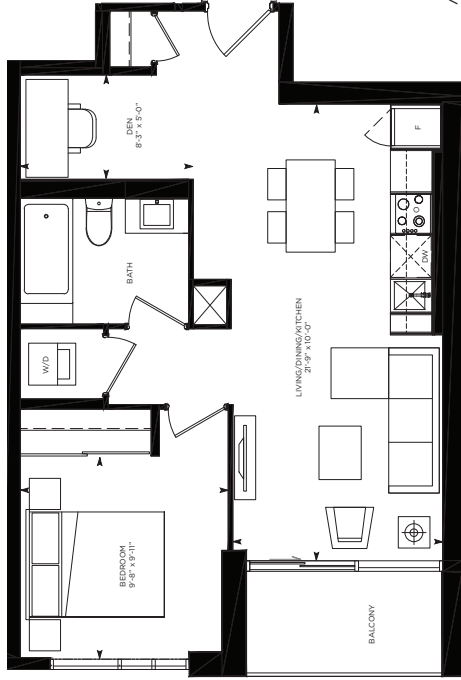 DEN
8'-3" x 5'-0"
F
DW
BATH
LIVING/DINING/KITCHEN
21'-9" x 10'-0"
W/D
BEDROOM
9'-8" x 9'-11"
BALCONY